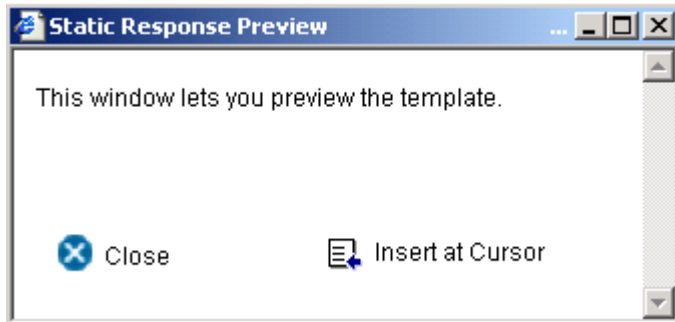 Static Response Preview ...
This window lets you preview the template.
Close
Insert at Cursor